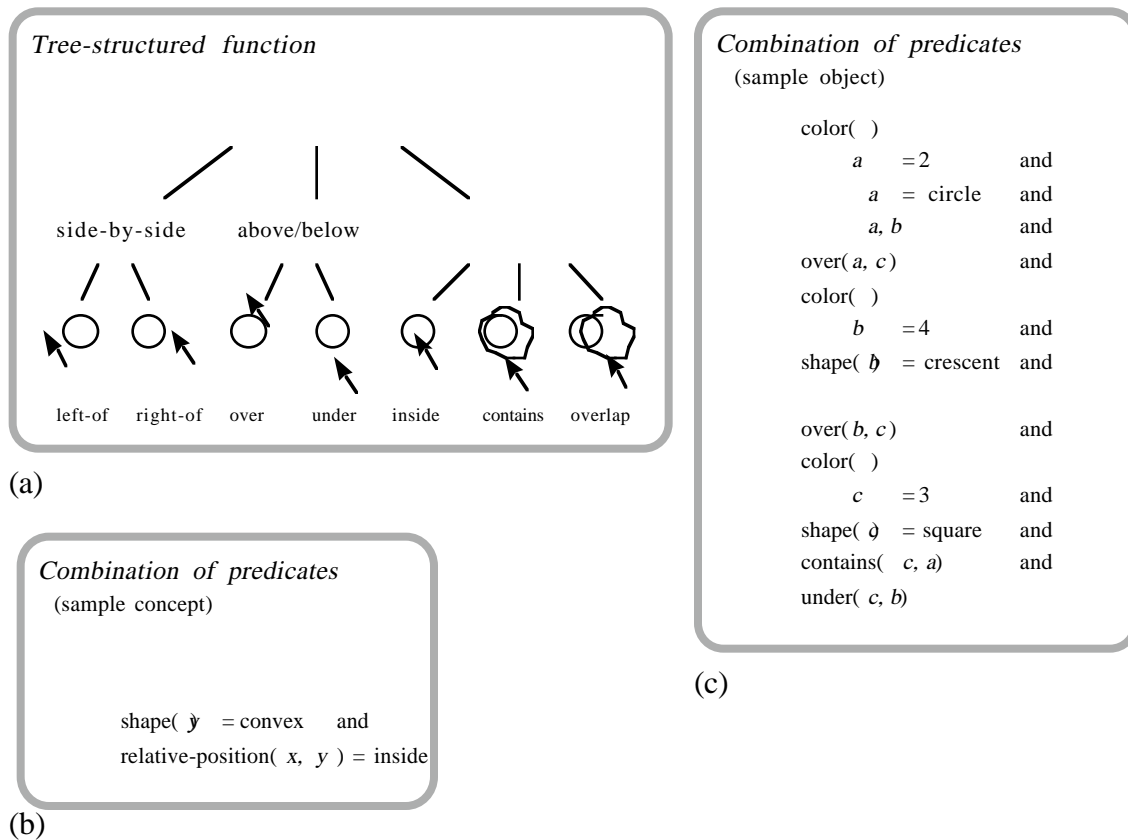 Tree-structured function
side-by-side above/below
left-of right-of over under inside contains overlap
(a)
Combination of predicates
(sample concept)
shape( y) = convex and
relative-position( x, y ) = inside
(b)
Combination of predicates
(sample object)
color( )
a = 2 and
a = circle and
a, b and
over( a, c) and
color( )
b = 4 and
shape( b) = crescent and
over( b, c) and
color( )
c = 3 and
shape( c) = square and
contains( c, a) and
under( c, b)
(c)